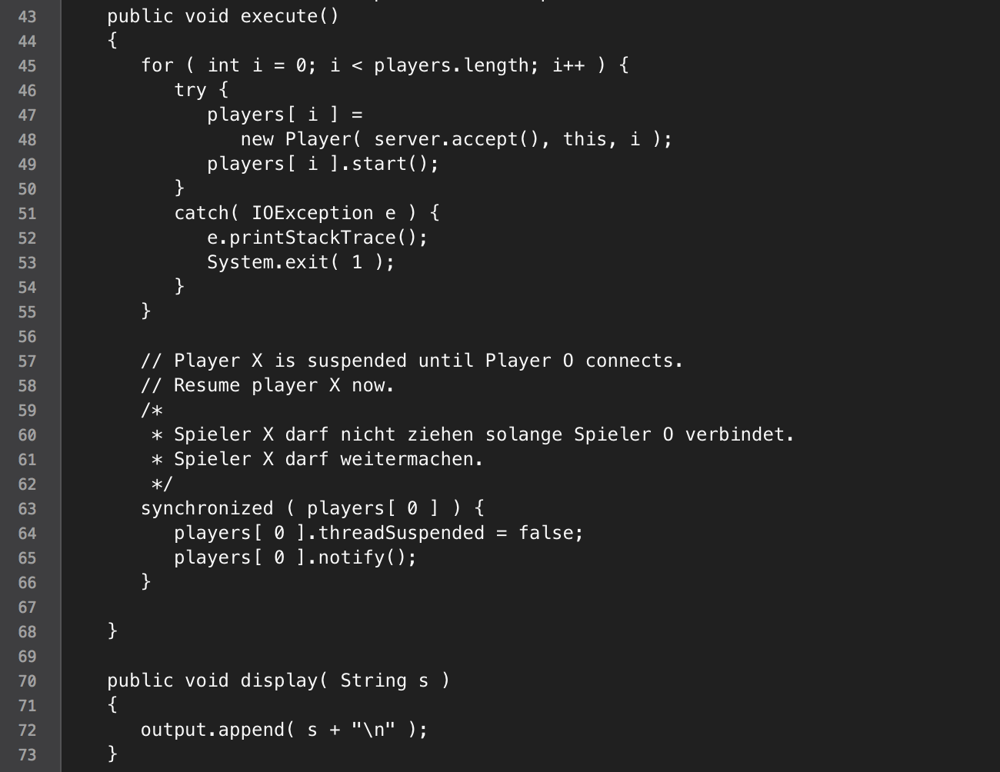 43 public void execute()
44 {
45 for ( int i = 0; i < players.length; i++ ) {
46 try {
47 players[ i ] =
48 new Player( server.accept(), this, i );
49 players[ i ].start();
50 }
51 catch( IOException e ) {
52 e.printStackTrace();
53 System.exit( 1 );
54 }
55 }
56
57 // Player X is suspended until Player O connects.
58 // Resume player X now.
59 /*
60 * Spieler X darf nicht ziehen solange Spieler O verbindet.
61 * Spieler X darf weitermachen.
62 */
63 synchronized ( players[ 0 ] ) {
64 players[ 0 ].threadSuspended = false;
65 players[ 0 ].notify();
66 }
67
68 }
69
70 public void display( String s )
71 {
72 output.append( s + "\n" );
73 }